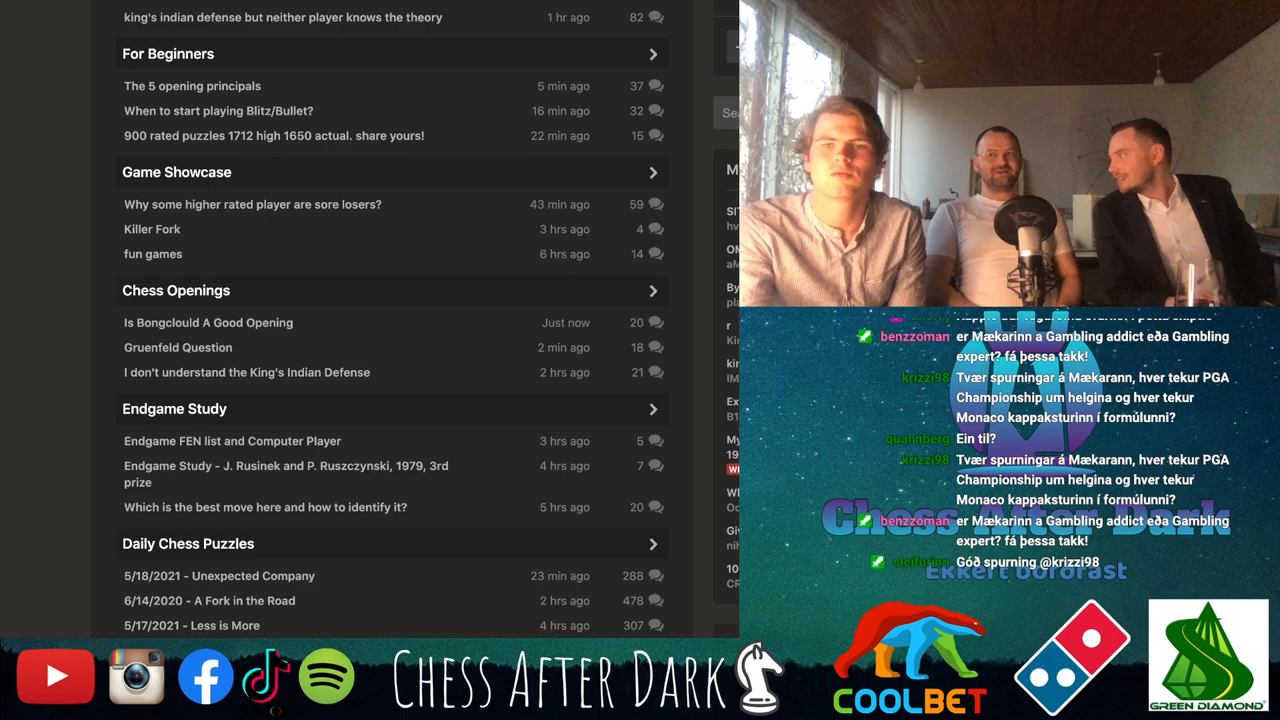 king's indian defense but neither player knows the theory 1 hr ago 82
For Beginners
The 5 opening principals 5 min ago 37
When to start playing Blitz/Bullet? 16 min ago 32
900 rated puzzles 1712 high 1650 actual. share yours! 22 min ago 15
Game Showcase
Why some higher rated player are sore losers? 43 min ago 59
Killer Fork 3 hrs ago 4
fun games 6 hrs ago 14
Chess Openings
Is Bongclould A Good Opening Just now 20
Gruenfeld Question 2 min ago 18
I don't understand the King's Indian Defense 2 hrs ago 21
Endgame Study
Endgame FEN list and Computer Player 3 hrs ago 5
Endgame Study - J. Rusinek and P. Ruszczynski, 1979, 3rd
prize 4 hrs ago 7
Which is the best move here and how to identify it? 5 hrs ago 20
Daily Chess Puzzles
5/18/2021 - Unexpected Company 23 min ago 288
6/14/2020 - A Fork in the Road 2 hrs ago 478
5/17/2021 - Less is More 4 hrs ago 307
benzzoman er Mækarinn a Gambling addict eða Gambling
expert? fá þessa takk!
krizzi98 Tvær spurningar á Mækarann, hver tekur PGA
Championship um helgina og hver tekur
Monaco kappaksturinn í formúlunni?
quannberg Ein til?
krizzi98 Tvær spurningar á Mækarann, hver tekur PGA
Championship um helgina og hver tekur
Monaco kappaksturinn í formúlunni?
benzzoman er Mækarinn a Gambling addict eða Gambling
expert? fá þessa takk!
sleifurinn Góð spurning @krizzi98
Chess After Dark
Ekkert borðfast
CHESS AFTER DARK
COOLBET
GREEN DIAMOND